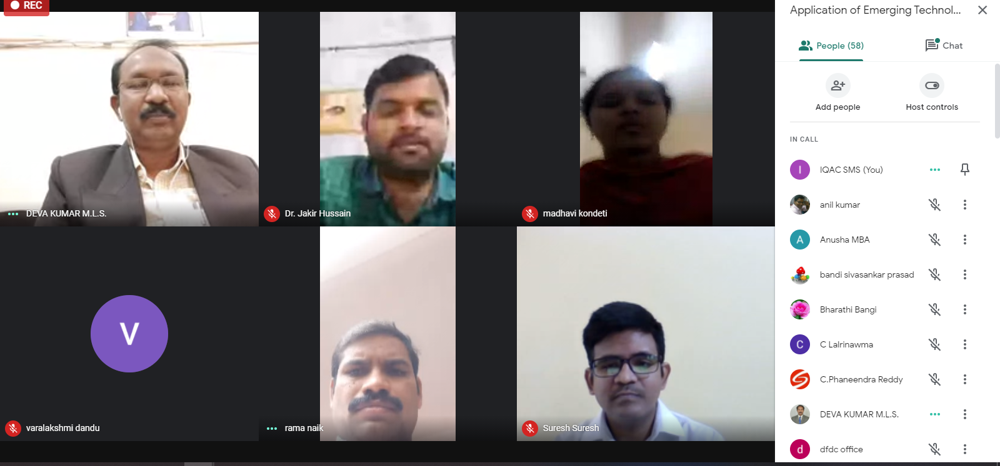 REC
DEVA KUMAR M.L.S.
Dr. Jakir Hussain
madhavi kondeti
V
varalakshmi dandu
rama naik
Suresh Suresh
Application of Emerging Technol...
People (58)
Chat
Add people
Host controls
IN CALL
I
IQAC SMS (You)
anil kumar
A
Anusha MBA
bandi sivasankar prasad
Bharathi Bangi
C
C Lalrinawma
C.Phaneendra Reddy
DEVA KUMAR M.L.S.
d
dfdc office